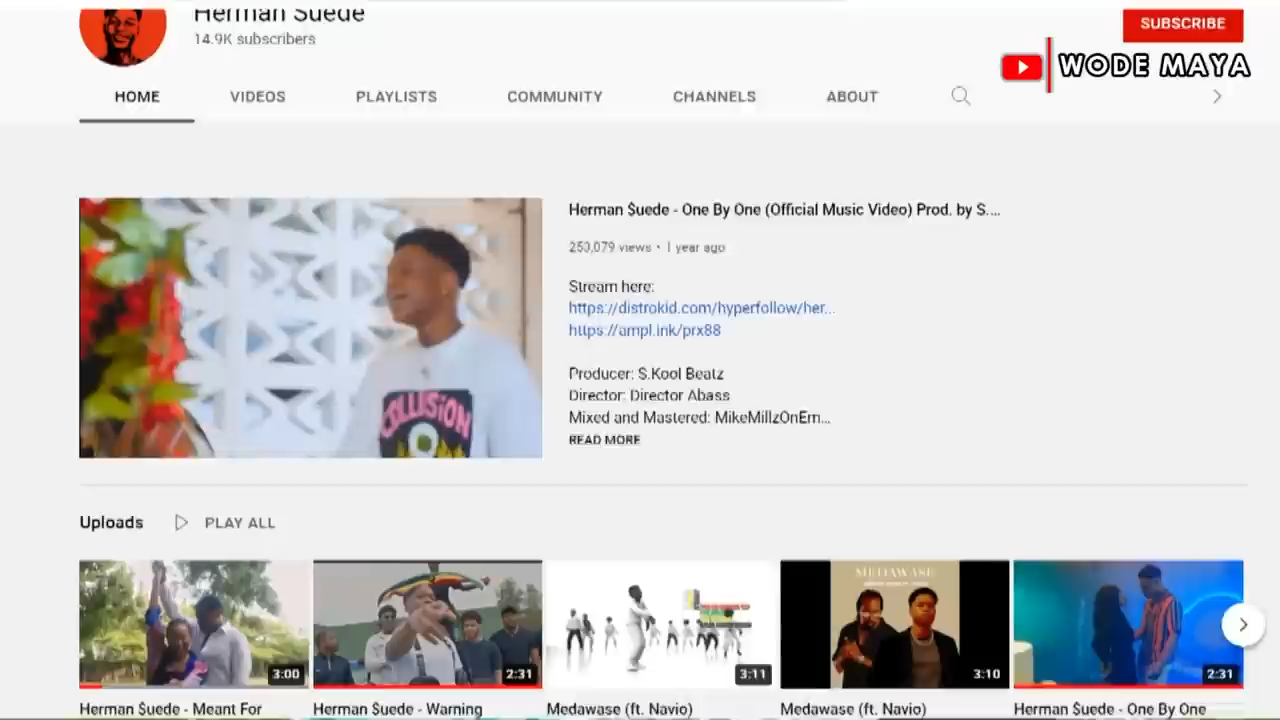 Herman Suede
14.9K subscribers
SUBSCRIBE
WODE MAYA
HOME VIDEOS PLAYLISTS COMMUNITY CHANNELS ABOUT
Herman $uede - One By One (Official Music Video) Prod. by S....
253,079 views • 1 year ago
Stream here:
https://distrokid.com/hyperfollow/her...
https://ampl.ink/prx88
Producer: S.Kool Beatz
Director: Director Abass
Mixed and Mastered: MikeMillzOnEm...
READ MORE
COLLISION
Uploads PLAY ALL
MEDAWASE
3:00 2:31 3:11 3:10 2:31
Herman $uede - Meant For Herman $uede - Warning Medawase (ft. Navio) Medawase (ft. Navio) Herman $uede - One By One